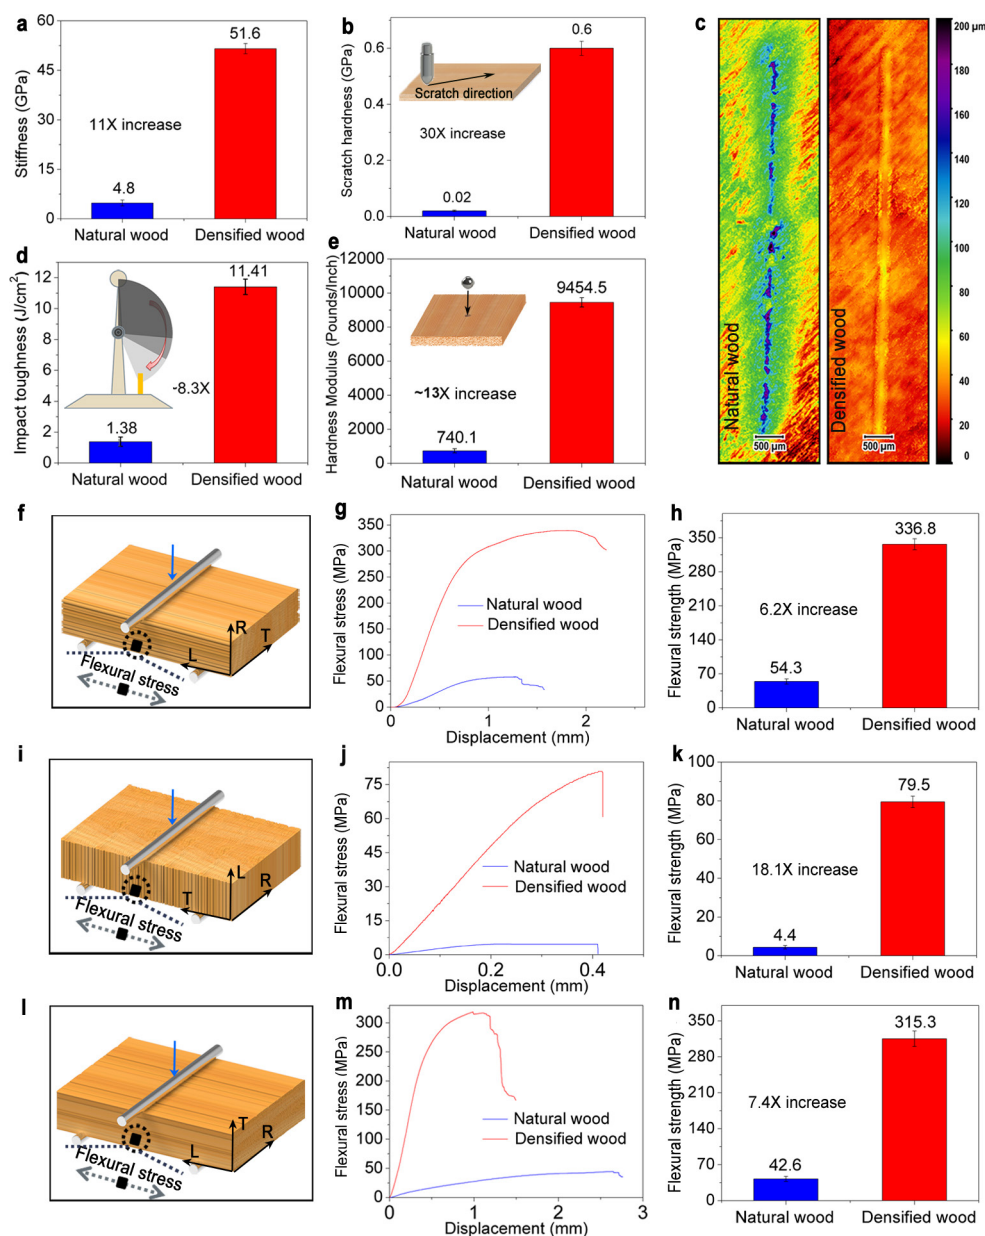 a
Stiffness (GPa)
60
45
30
15
0
51.6
11X increase
4.8
Natural wood
Densified wood
b
Scratch hardness (GPa)
0.6
0.4
0.2
0.0
0.6
Scratch direction
30X increase
0.02
Natural wood
Densified wood
c
Natural wood
500 µm
Densified wood
500 µm
200 µm
180
160
140
120
100
80
60
40
20
0
d
Impact toughness (J/cm²)
12
10
8
6
4
2
0
11.41
-8.3X
1.38
Natural wood
Densified wood
e
Hardness Modulus (Pounds/Inch)
12000
10000
8000
6000
4000
2000
0
9454.5
~13X increase
740.1
Natural wood
Densified wood
f
R
T
L
Flexural stress
g
Flexural stress (MPa)
350
300
250
200
150
100
50
0
Natural wood
Densified wood
0
1
2
Displacement (mm)
h
Flexural strength (MPa)
350
280
210
140
70
0
336.8
6.2X increase
54.3
Natural wood
Densified wood
i
L
R
T
Flexural stress
j
Flexural stress (MPa)
75
60
45
30
15
0
Natural wood
Densified wood
0.0
0.2
0.4
Displacement (mm)
k
Flexural strength (MPa)
100
80
60
40
20
0
79.5
18.1X increase
4.4
Natural wood
Densified wood
l
T
R
L
Flexural stress
m
Flexural stress (MPa)
300
250
200
150
100
50
0
Natural wood
Densified wood
0
1
2
3
Displacement (mm)
n
Flexural strength (MPa)
350
280
210
140
70
0
315.3
7.4X increase
42.6
Natural wood
Densified wood